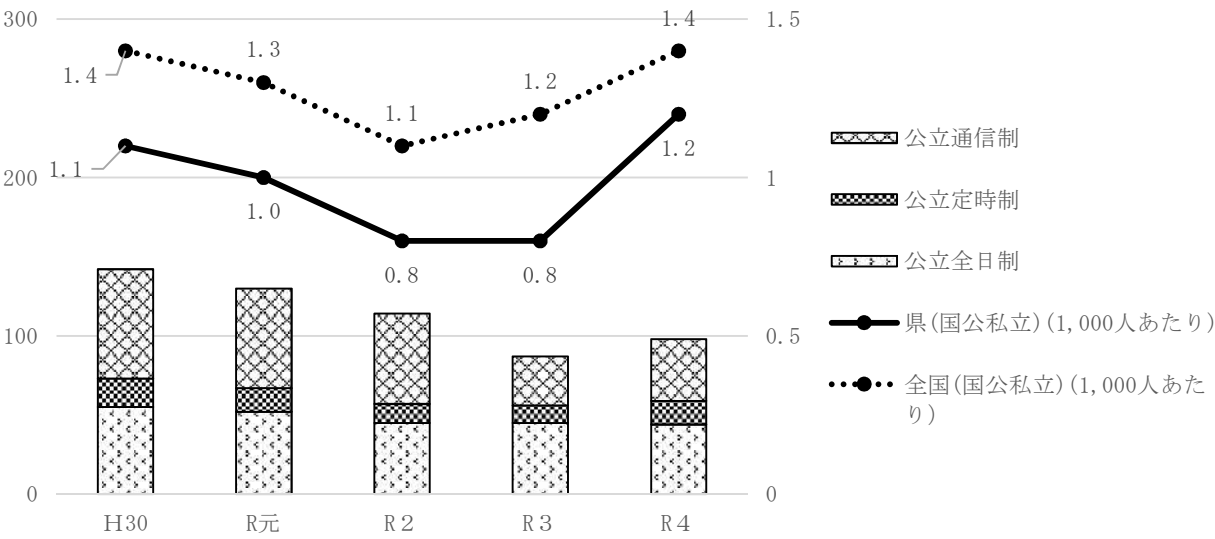 300
200
100
0
1.5
1
0.5
0
1.4
1.3
1.1
1.2
1.4
1.1
1.0
0.8
0.8
1.2
H30
R元
R２
R３
R４
公立通信制
公立定時制
公立全日制
県(国公私立)(1,000人あたり)
全国(国公私立)(1,000人あた
り)